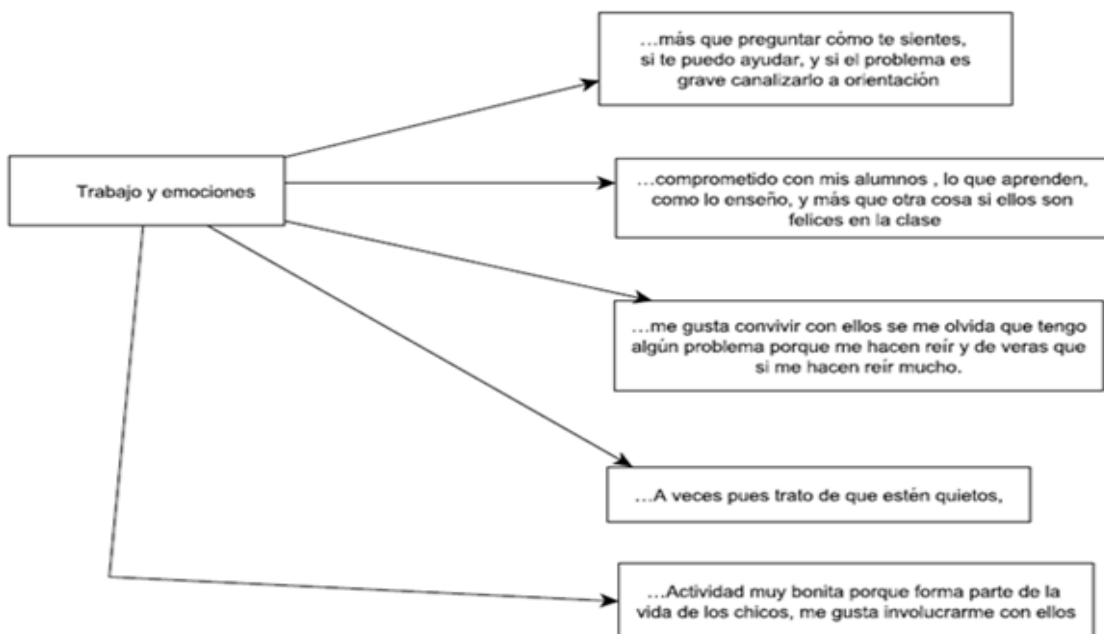 …más que preguntar cómo te sientes,
si te puedo ayudar, y si el problema es
grave canalizarlo a orientación
Trabajo y emociones
…comprometido con mis alumnos , lo que aprenden,
como lo enseño, y más que otra cosa si ellos son
felices en la clase
…me gusta convivir con ellos se me olvida que tengo
algún problema porque me hacen reír y de veras que
si me hacen reír mucho.
…A veces pues trato de que estén quietos,
…Actividad muy bonita porque forma parte de la
vida de los chicos, me gusta involucrarme con ellos